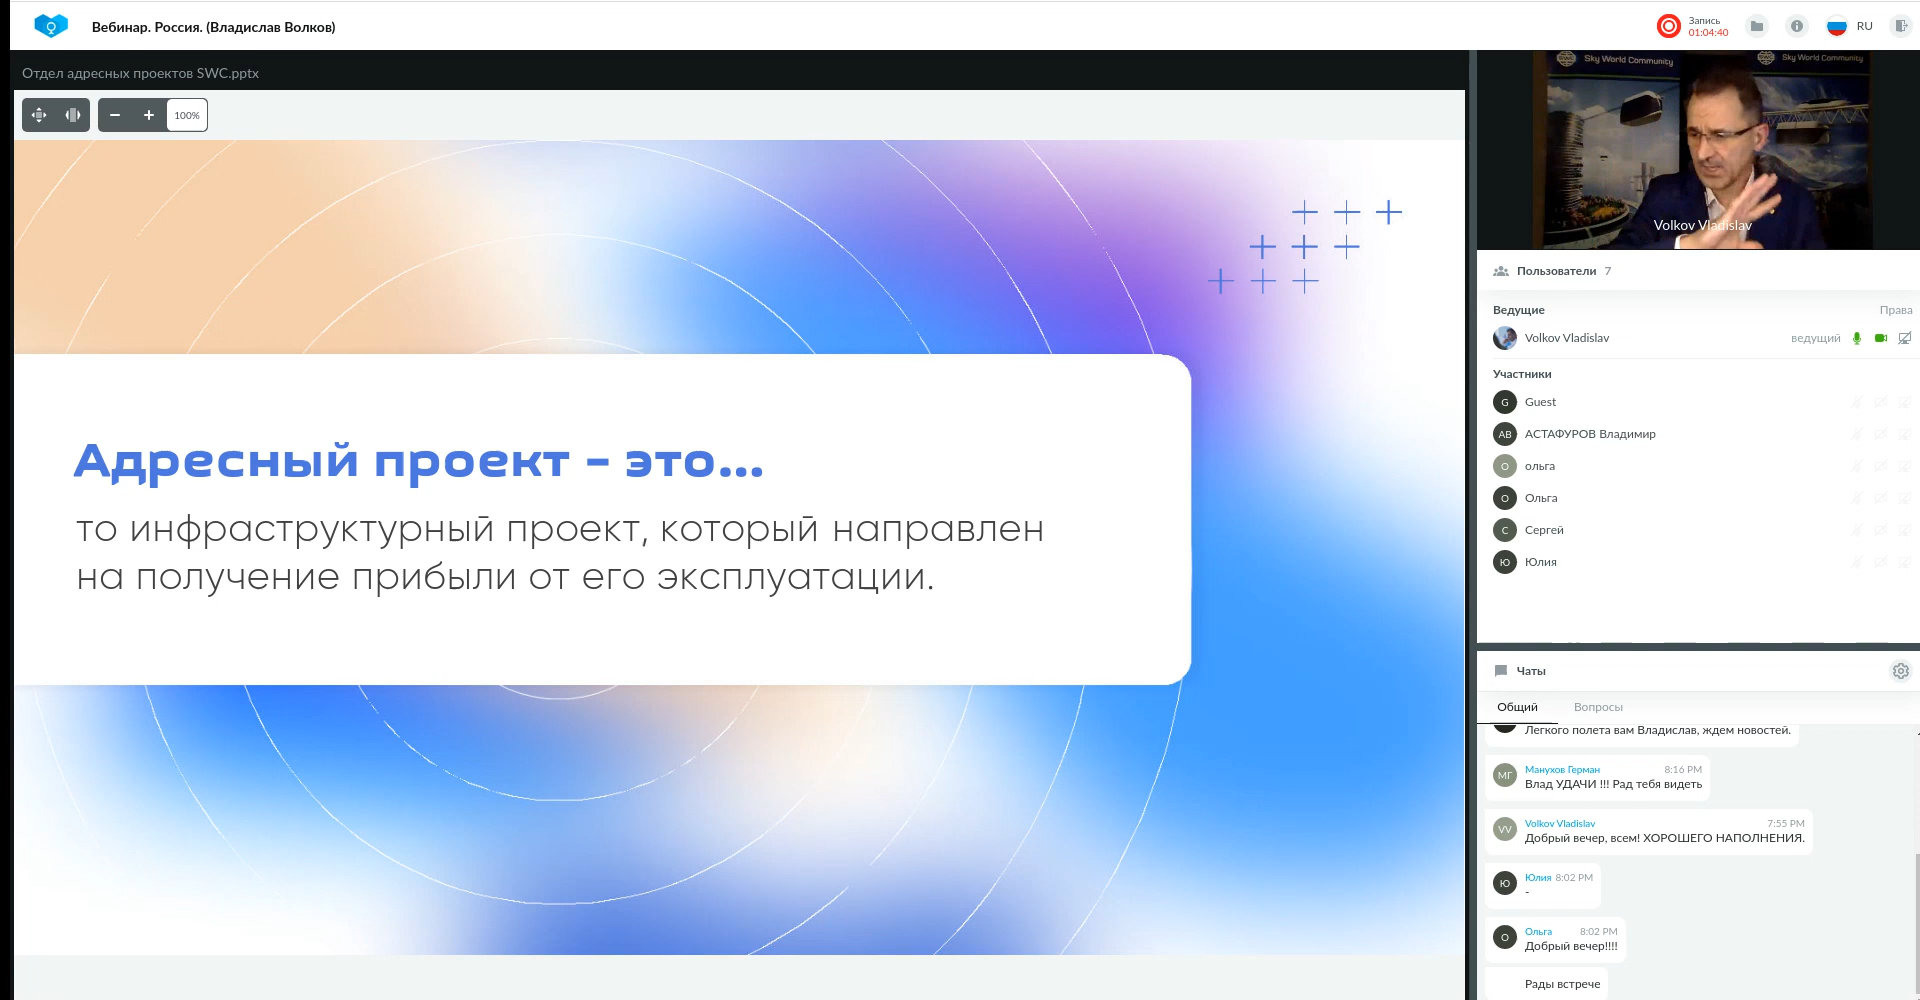 Вебинар. Россия. (Владислав Волков)
Запись
01:04:40
RU
Отдел адресных проектов SWC.pptx
100%
Адресный проект – это...
то инфраструктурный проект, который направлен
на получение прибыли от его эксплуатации.
Sky World Community
Sky World Community
Volkov Vladislav
Пользователи 7
Ведущие Права
Volkov Vladislav ведущий
Участники
G Guest
АВ АСТАФУРОВ Владимир
О ольга
О Ольга
С Сергей
Ю Юлия
Чаты
Общий Вопросы
Легкого полета вам Владислав, ждем новостей.
МГ Манухов Герман 8:16 PM
Влад УДАЧИ !!! Рад тебя видеть
VV Volkov Vladislav 7:55 PM
Добрый вечер, всем! ХОРОШЕГО НАПОЛНЕНИЯ.
Ю Юлия 8:02 PM
-
О Ольга 8:02 PM
Добрый вечер!!!!
Рады встрече